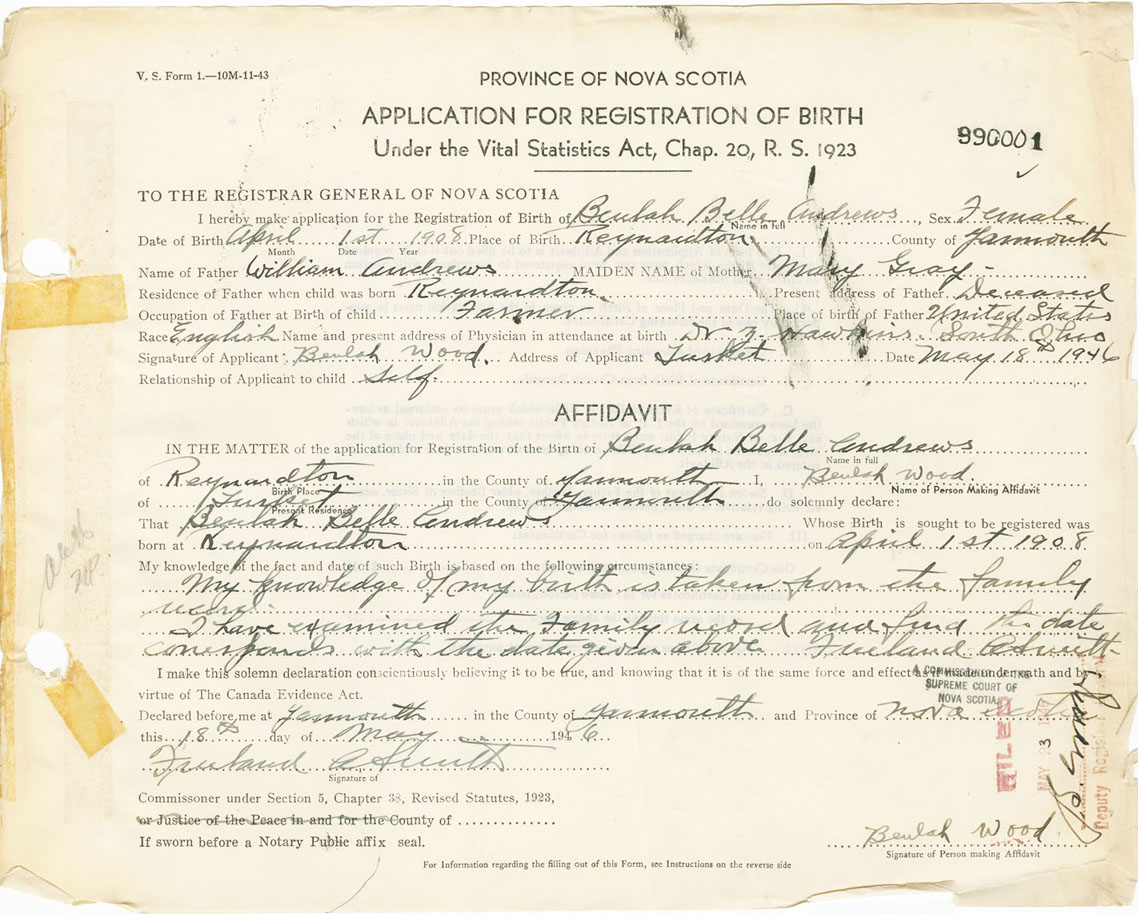 V. S. Form 1.—10M-11-43
PROVINCE OF NOVA SCOTIA
APPLICATION FOR REGISTRATION OF BIRTH
Under the Vital Statistics Act, Chap. 20, R. S. 1923
990001
TO THE REGISTRAR GENERAL OF NOVA SCOTIA
I hereby make application for the Registration of Birth of Beulah Belle Andrews, Sex Female
Name in full
Date of Birth April 1st 1908 Place of Birth Reynardton County of Yarmouth
Month Date Year
Name of Father William Andrews MAIDEN NAME of Mother Mary Gray -
Residence of Father when child was born Reynardton Present address of Father Deceased
Occupation of Father at Birth of child Farmer Place of birth of Father United States
Race English Name and present address of Physician in attendance at birth Dr Hawkins South Ohio
Signature of Applicant Beulah Wood. Address of Applicant Tusket Date May 18th 1946
Relationship of Applicant to child Self.
AFFIDAVIT
IN THE MATTER of the application for Registration of the Birth of Beulah Belle Andrews
Name in full
of Reynardton in the County of Yarmouth I, Beulah Wood
Birth Place Name of Person Making Affidavit
of Tusket in the County of Yarmouth do solemnly declare:
Present Residence
That Beulah Belle Andrews Whose Birth is sought to be registered was
born at Reynardton on April 1st 1908
My knowledge of the fact and date of such Birth is based on the following circumstances:
My knowledge of my birth is taken from the family
record.
I have examined the Family record and find the date
corresponds with the date given above. Freeland Smith
I make this solemn declaration conscientiously believing it to be true, and knowing that it is of the same force and effect as if made under oath and by
A COMMISSIONER OF THE
SUPREME COURT OF
NOVA SCOTIA
virtue of The Canada Evidence Act.
Declared before me at Yarmouth in the County of Yarmouth and Province of Nova Scotia
this 18th day of May 1946
Freeland Smith
Signature of
Commissoner under Section 5, Chapter 38, Revised Statutes, 1923,
or Justice of the Peace in and for the County of
If sworn before a Notary Public affix seal.
FILED
MAY 23
Deputy Registrar
Beulah Wood.
Signature of Person making Affidavit
For Information regarding the filling out of this Form, see Instructions on the reverse side